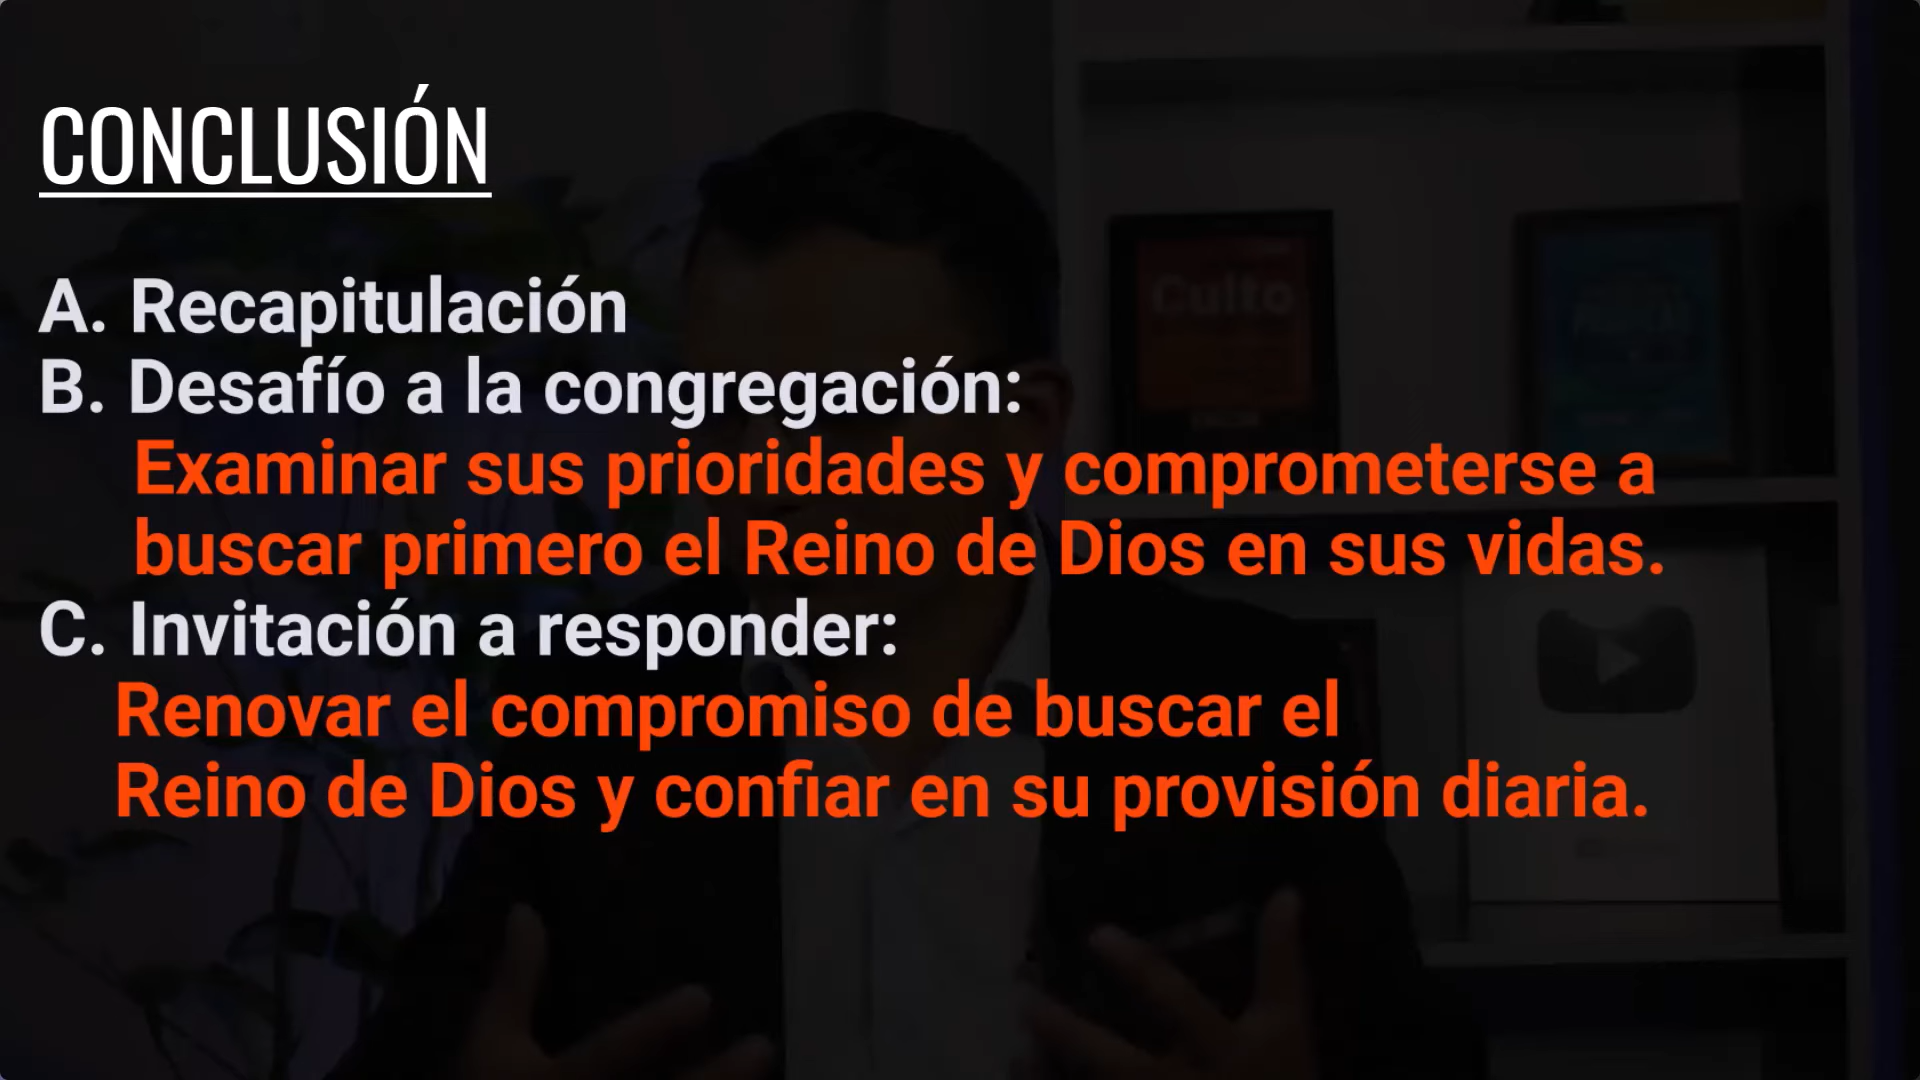 CONCLUSIÓN
A. Recapitulación
B. Desafío a la congregación:
Examinar sus prioridades y comprometerse a
buscar primero el Reino de Dios en sus vidas.
C. Invitación a responder:
Renovar el compromiso de buscar el
Reino de Dios y confiar en su provisión diaria.
Culto